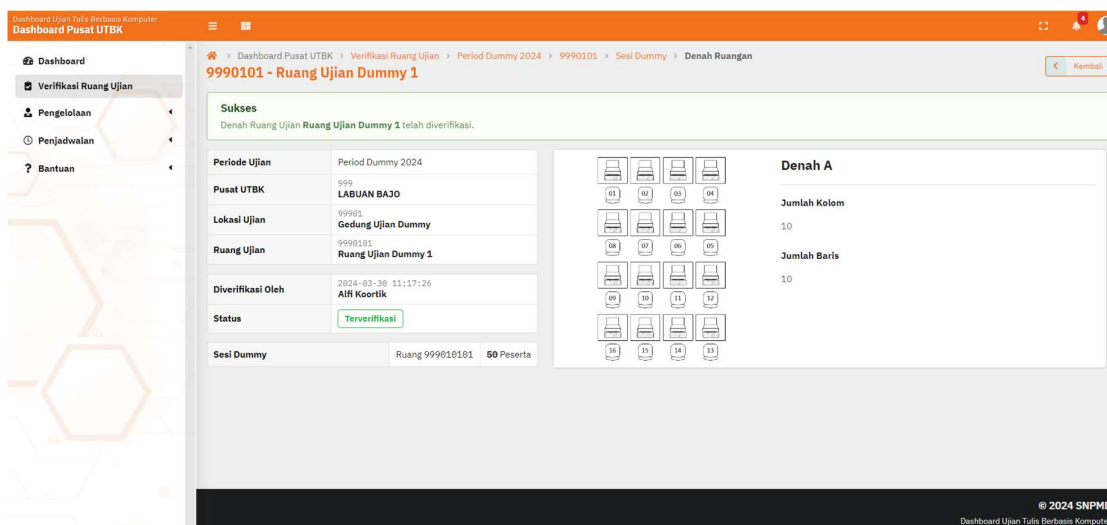 Dashboard Ujian Tulis Berbasis Komputer
Dashboard Pusat UTBK
4
Dashboard
Verifikasi Ruang Ujian
Pengelolaan
Penjadwalan
? Bantuan
> Dashboard Pusat UTBK > Verifikasi Ruang Ujian > Period Dummy 2024 > 9990101 > Sesi Dummy > Denah Ruangan
9990101 - Ruang Ujian Dummy 1
< Kembali
Sukses
Denah Ruang Ujian Ruang Ujian Dummy 1 telah diverifikasi.
Periode Ujian Period Dummy 2024
Pusat UTBK 999
LABUAN BAJO
Lokasi Ujian 99901
Gedung Ujian Dummy
Ruang Ujian 9990101
Ruang Ujian Dummy 1
Diverifikasi Oleh 2024-03-30 11:17:26
Alfi Koortik
Status Terverifikasi
Sesi Dummy Ruang 999010101 50 Peserta
01 02 03 04
08 07 06 05
09 10 11 12
16 15 14 13
Denah A
Jumlah Kolom
10
Jumlah Baris
10
© 2024 SNPMB
Dashboard Ujian Tulis Berbasis Komputer